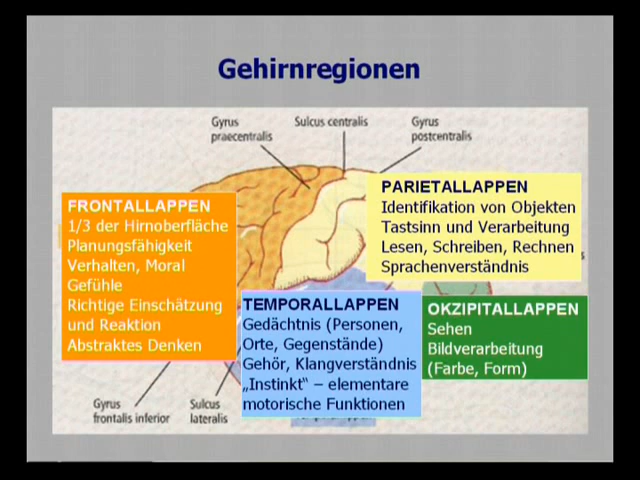 Gehirnregionen
Gyrus
praecentralis
Sulcus centralis
Gyrus
postcentralis
FRONTALLAPPEN
1/3 der Hirnoberfläche
Planungsfähigkeit
Verhalten, Moral
Gefühle
Richtige Einschätzung
und Reaktion
Abstraktes Denken
PARIETALLAPPEN
Identifikation von Objekten
Tastsinn und Verarbeitung
Lesen, Schreiben, Rechnen
Sprachenverständnis
TEMPORALLAPPEN
Gedächtnis (Personen,
Orte, Gegenstände)
Gehör, Klangverständnis
„Instinkt“ – elementare
motorische Funktionen
OKZIPITALLAPPEN
Sehen
Bildverarbeitung
(Farbe, Form)
Gyrus
frontalis inferior
Sulcus
lateralis